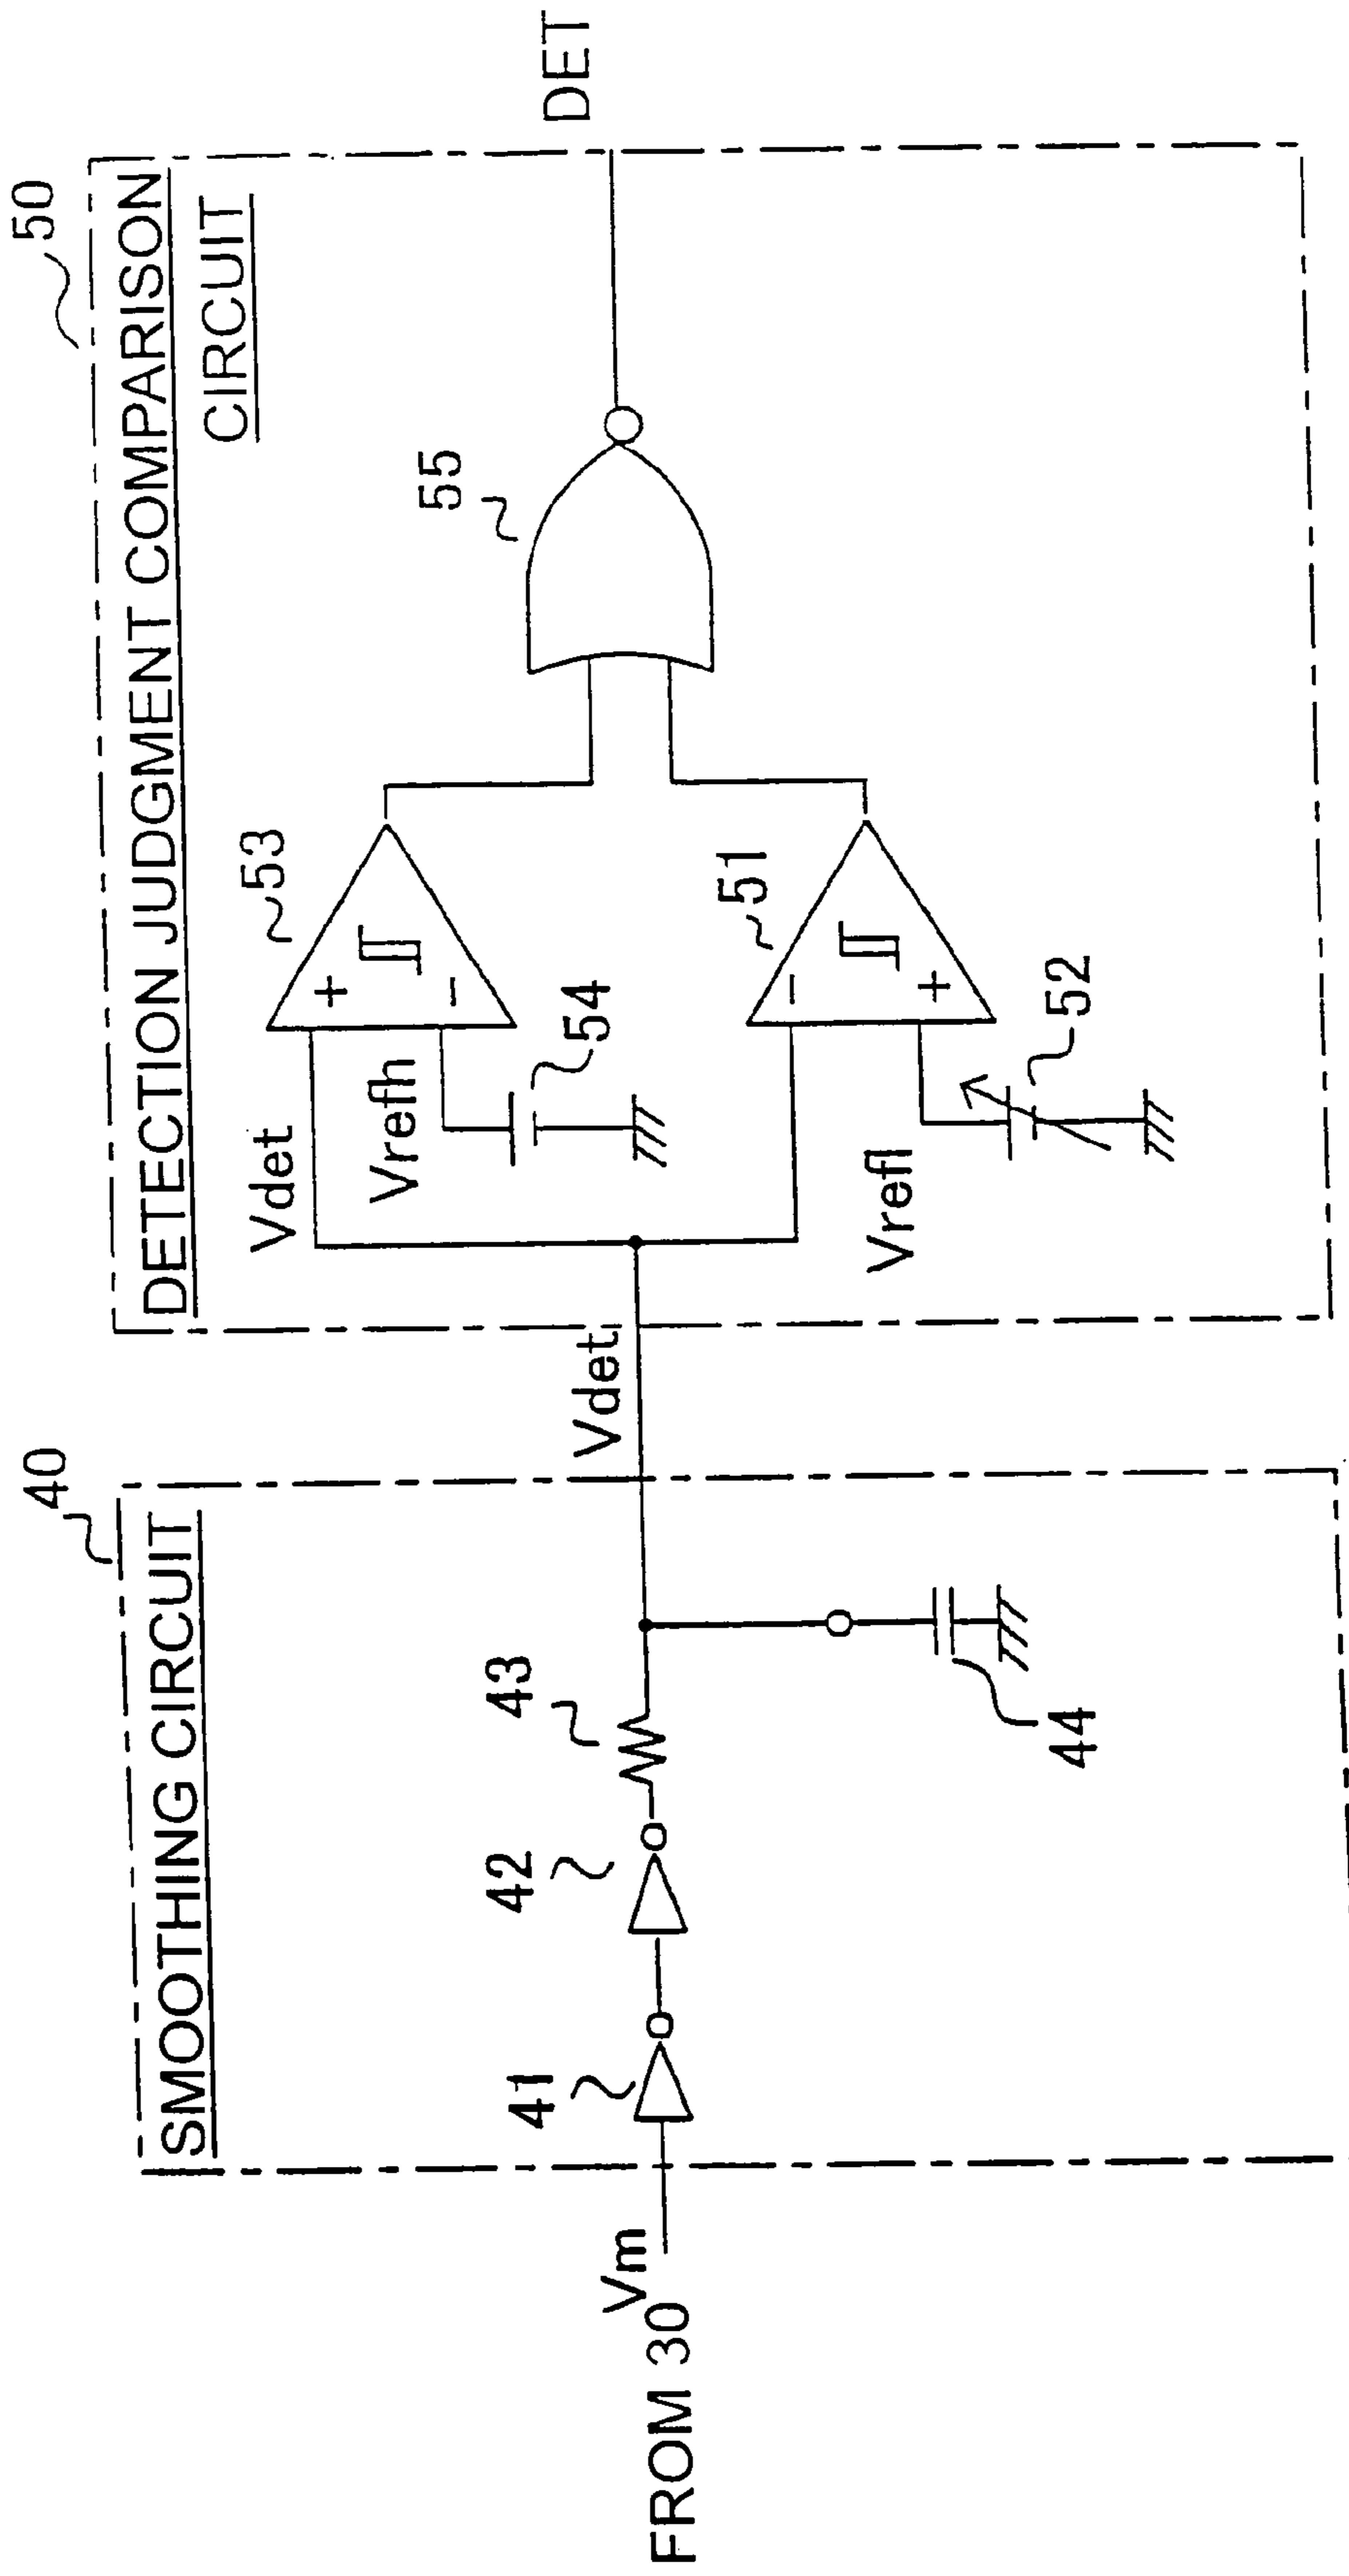 50
DETECTION JUDGMENT COMPARISON
CIRCUIT
Vdet
53
Vrefh
54
55
DET
51
Vrefl
52
Vdet
40
SMOOTHING CIRCUIT
41
42
43
44
Vm
FROM 30